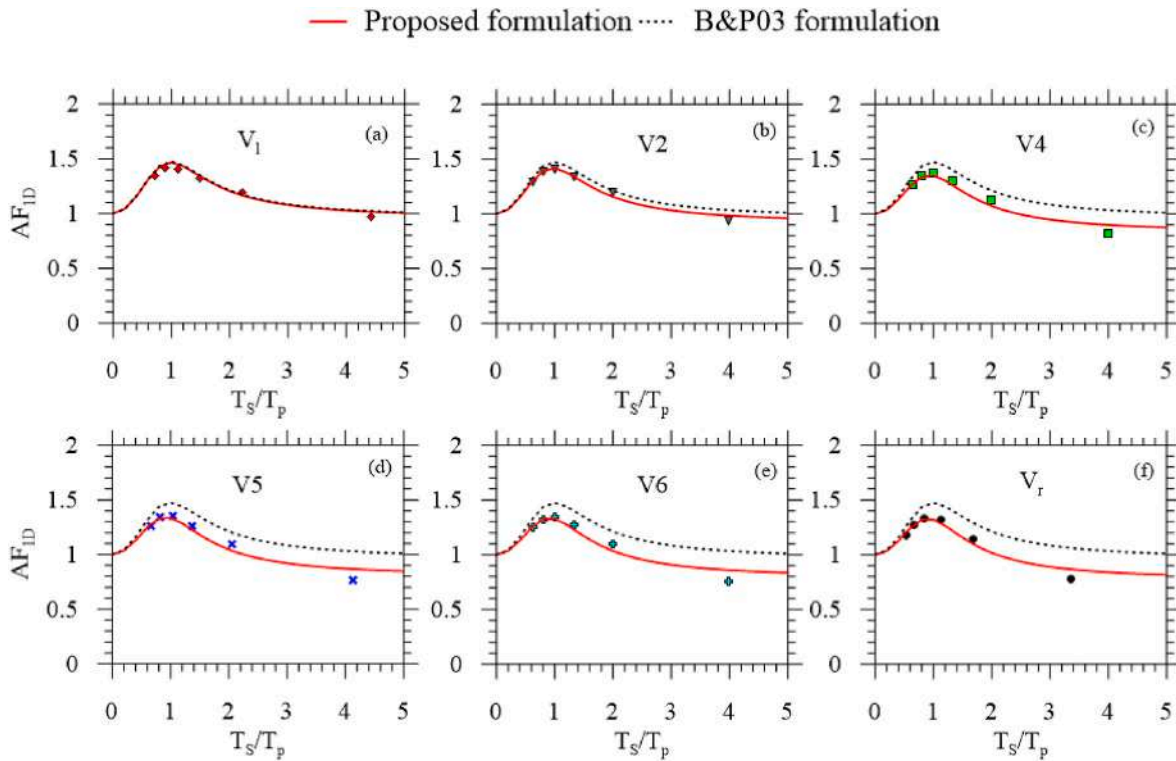 Proposed formulation B&P03 formulation
V₁ (a) V2 (b) V4 (c)
AF₁D
2 2 2
1.5 1.5 1.5
1 1 1
0.5 0.5 0.5
0 0 0
0 1 2 3 4 5 0 1 2 3 4 5 0 1 2 3 4 5
Tₛ/Tₚ Tₛ/Tₚ Tₛ/Tₚ
V5 (d) V6 (e) Vᵣ (f)
AF₁D
2 2 2
1.5 1.5 1.5
1 1 1
0.5 0.5 0.5
0 0 0
0 1 2 3 4 5 0 1 2 3 4 5 0 1 2 3 4 5
Tₛ/Tₚ Tₛ/Tₚ Tₛ/Tₚ